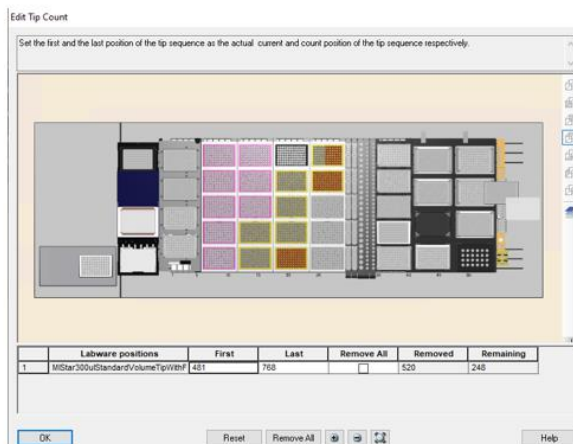 Edit Tip Count
Set the first and the last position of the tip sequence as the actual current and count position of the tip sequence respectively.
Labware positions First Last Remove All Removed Remaining
1 MlStar300ulStandardVolumeTipWithF 481 768 520 248
OK Reset Remove All Help